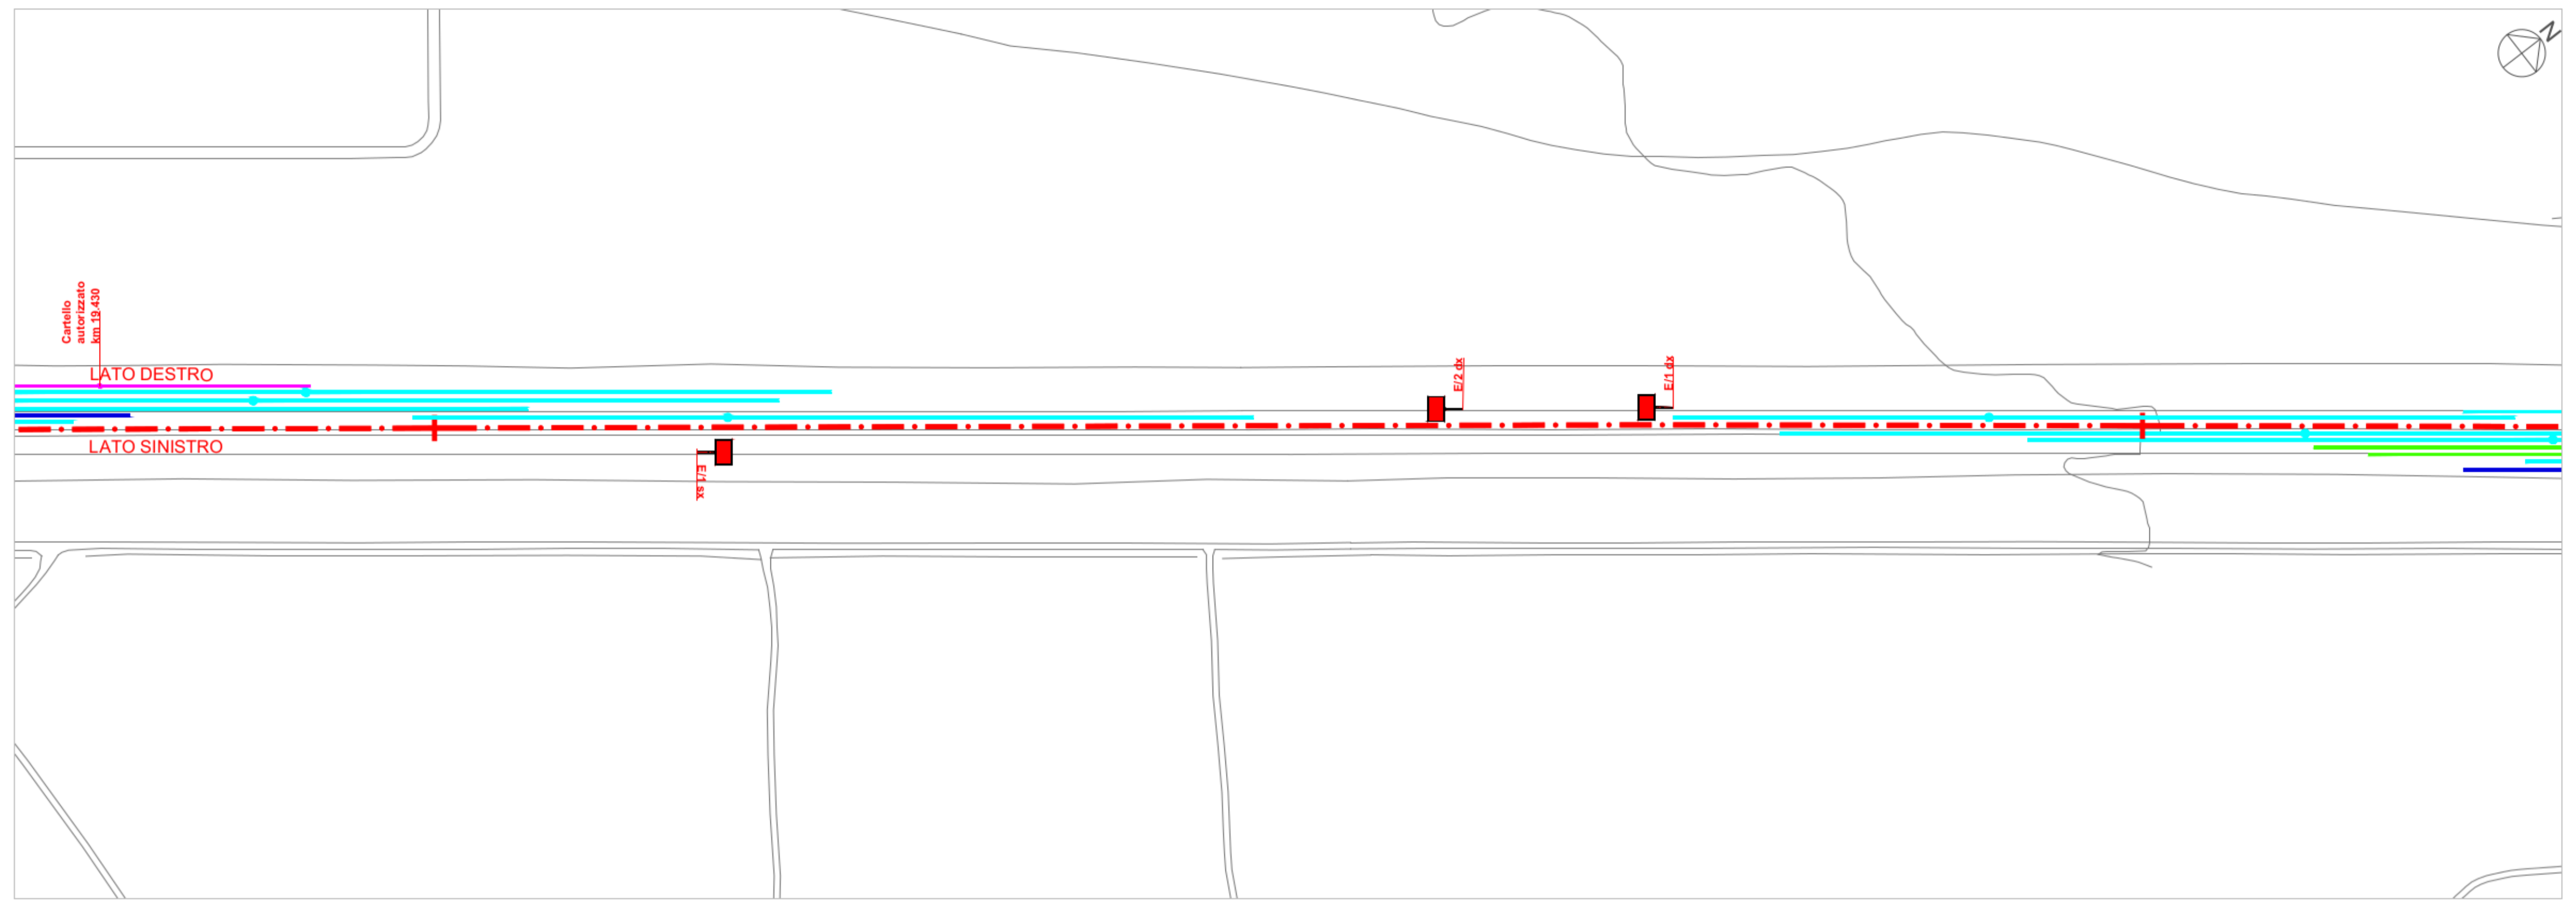 N
Cartello
autorizzato
km 19.430
LATO DESTRO
E/2 dx
E/1 dx
LATO SINISTRO
E/1 sx